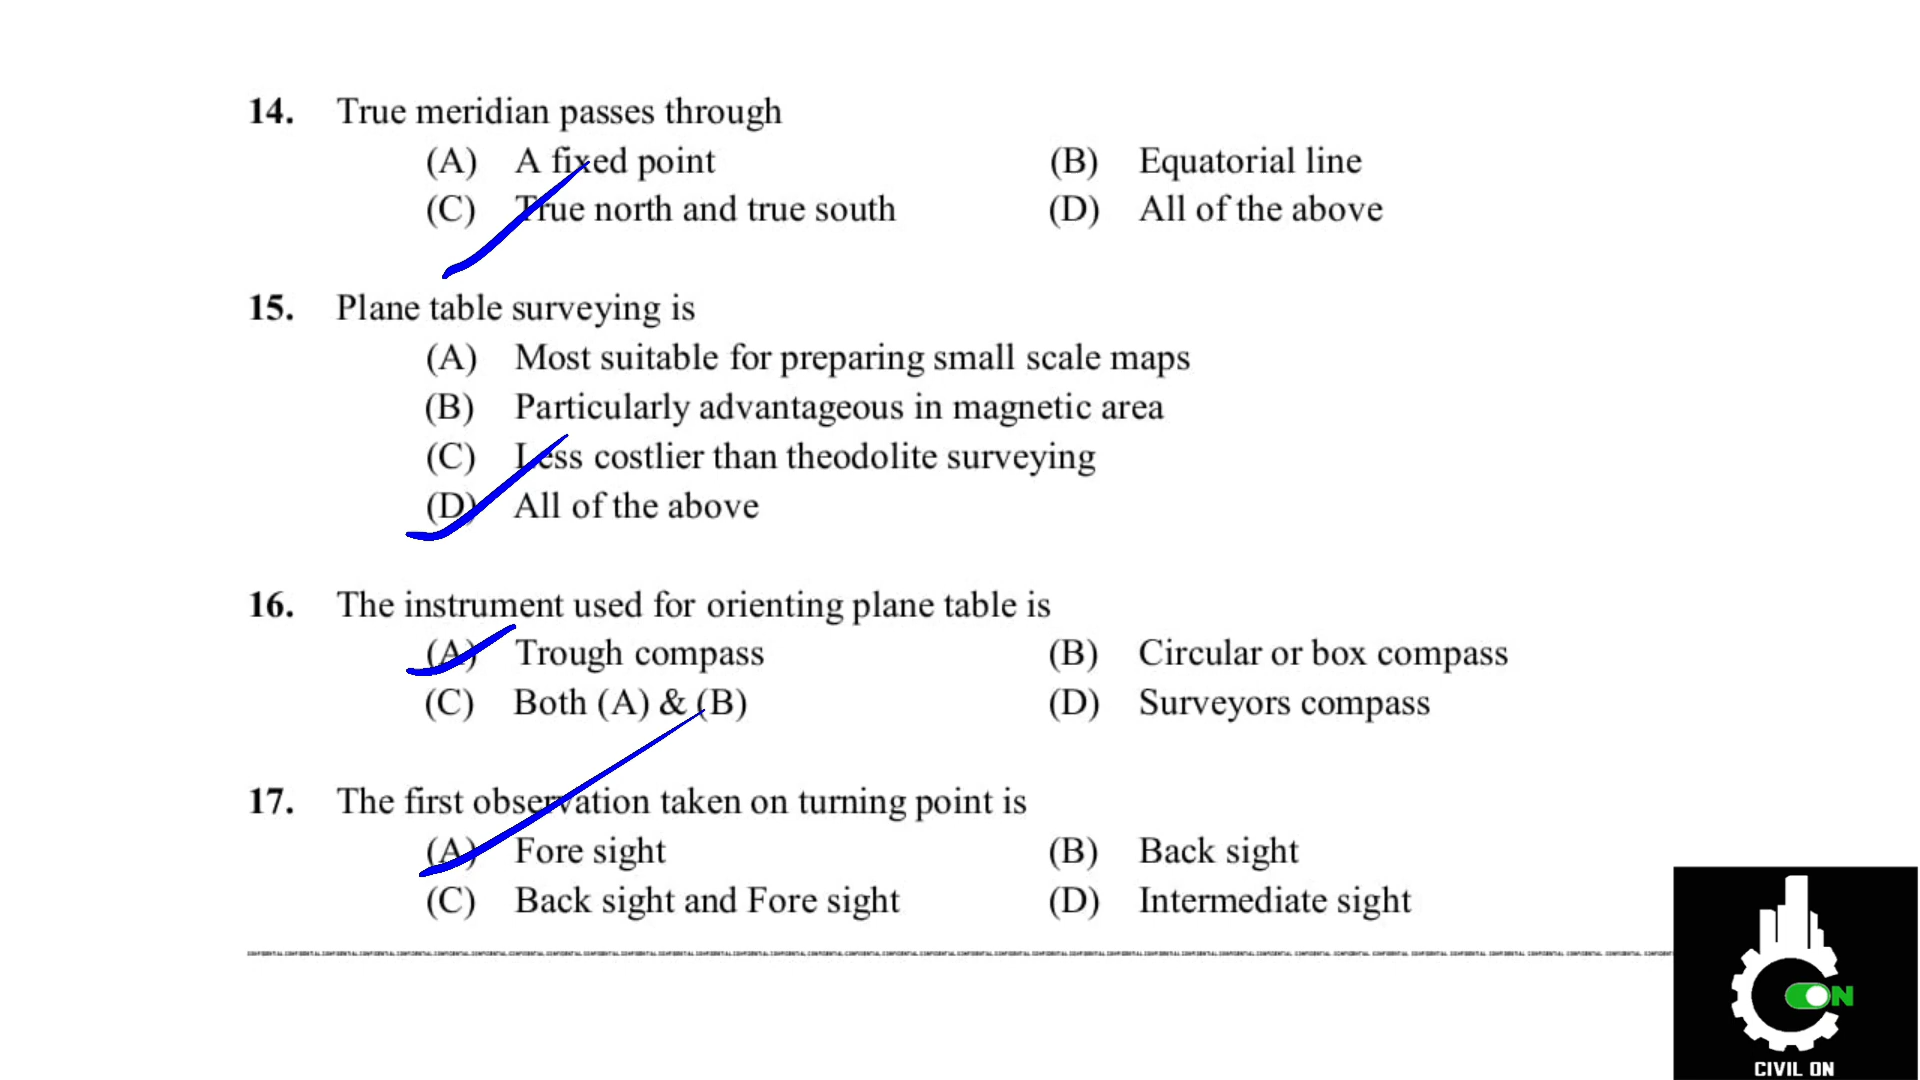 14. True meridian passes through
(A) A fixed point (B) Equatorial line
(C) True north and true south (D) All of the above
15. Plane table surveying is
(A) Most suitable for preparing small scale maps
(B) Particularly advantageous in magnetic area
(C) Less costlier than theodolite surveying
(D) All of the above
16. The instrument used for orienting plane table is
(A) Trough compass (B) Circular or box compass
(C) Both (A) & (B) (D) Surveyors compass
17. The first observation taken on turning point is
(A) Fore sight (B) Back sight
(C) Back sight and Fore sight (D) Intermediate sight
ON
CIVIL ON